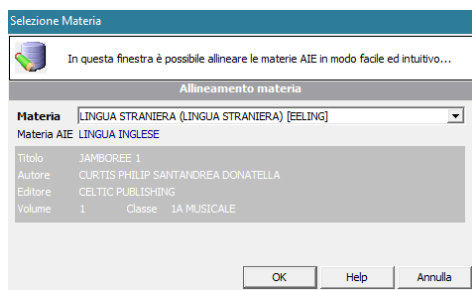 Selezione Materia
In questa finestra è possibile allineare le materie AIE in modo facile ed intuitivo...
Allineamento materia
Materia LINGUA STRANIERA (LINGUA STRANIERA) [EELING]
Materia AIE LINGUA INGLESE
Titolo JAMBOREE 1
Autore CURTIS PHILIP SANTANDREA DONATELLA
Editore CELTIC PUBLISHING
Volume 1 Classe 1A MUSICALE
OK Help Annulla